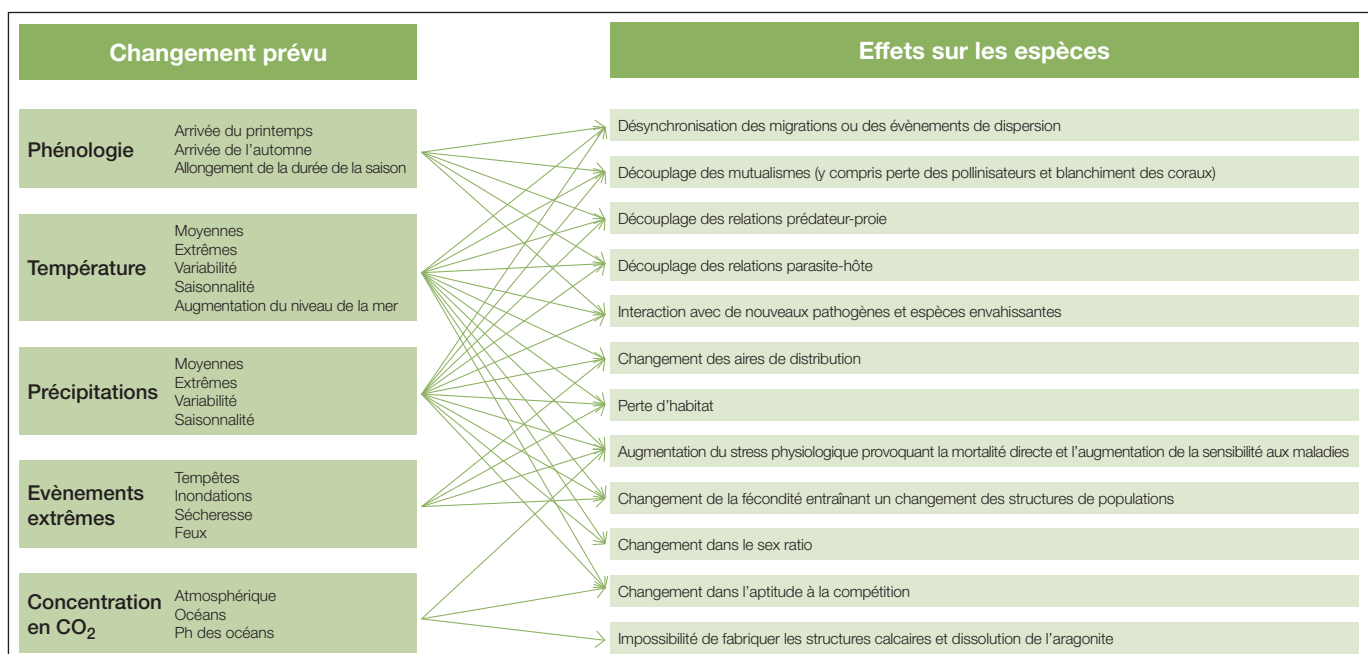 Changement prévu
Effets sur les espèces
Phénologie
Arrivée du printemps
Arrivée de l'automne
Allongement de la durée de la saison
Température
Moyennes
Extrêmes
Variabilité
Saisonnalité
Augmentation du niveau de la mer
Précipitations
Moyennes
Extrêmes
Variabilité
Saisonnalité
Evènements
extrêmes
Tempêtes
Inondations
Sécheresse
Feux
Concentration
en CO2
Atmosphérique
Océans
Ph des océans
Désynchronisation des migrations ou des évènements de dispersion
Découplage des mutualismes (y compris perte des pollinisateurs et blanchiment des coraux)
Découplage des relations prédateur-proie
Découplage des relations parasite-hôte
Interaction avec de nouveaux pathogènes et espèces envahissantes
Changement des aires de distribution
Perte d'habitat
Augmentation du stress physiologique provoquant la mortalité directe et l'augmentation de la sensibilité aux maladies
Changement de la fécondité entraînant un changement des structures de populations
Changement dans le sex ratio
Changement dans l'aptitude à la compétition
Impossibilité de fabriquer les structures calcaires et dissolution de l'aragonite